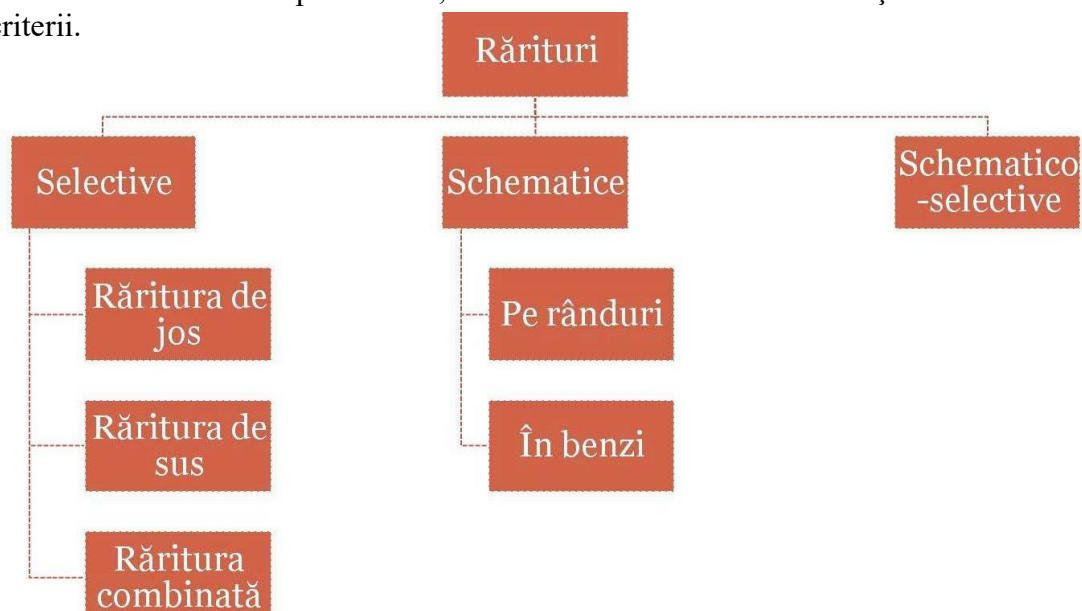 criterii.
Rărituri
Selective
Schematice
Schematico
-selective
Răritura de
jos
Pe rânduri
Răritura de
sus
În benzi
Răritura
combinată